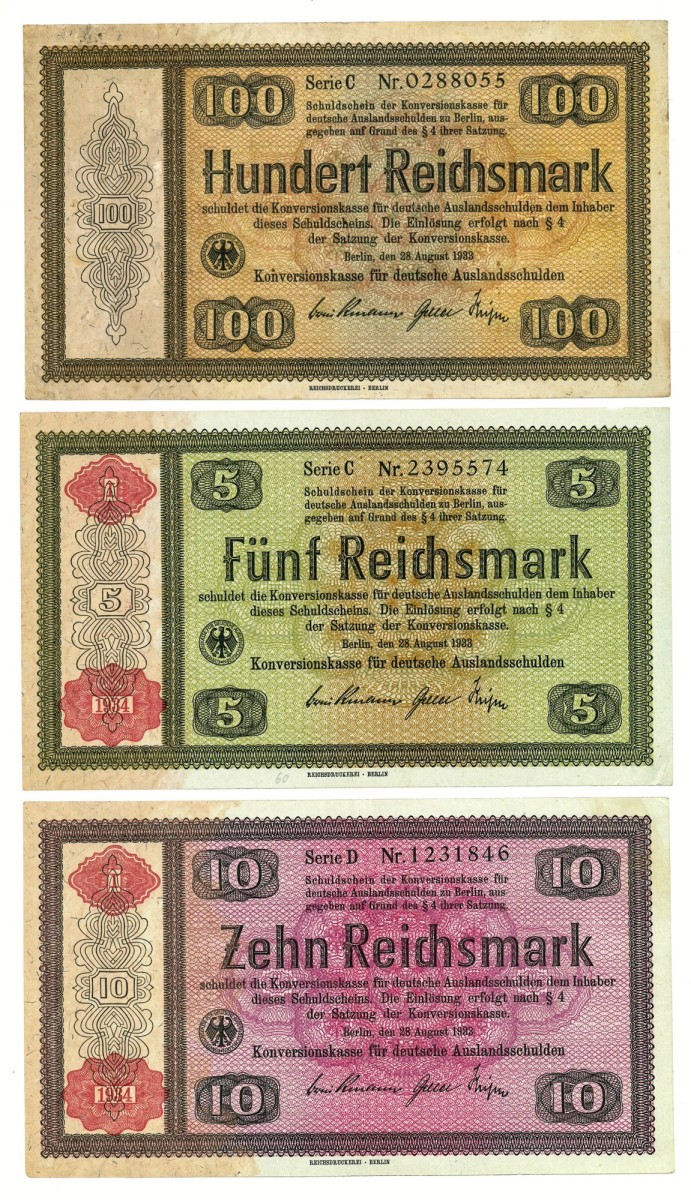 Serie C Nr.0288055
100 100
Schuldschein der Konversionskasse für
deutsche Auslandsschulden zu Berlin, aus-
gegeben auf Grund des § 4 ihrer Satzung.
Hundert Reichsmark
100
schuldet die Konversionskasse für deutsche Auslandsschulden dem Inhaber
dieses Schuldscheins. Die Einlösung erfolgt nach § 4
der Satzung der Konversionskasse.
Berlin, den 28. August 1933
Konversionskasse für deutsche Auslandsschulden
100 100
REICHSDRUCKEREI · BERLIN
Serie C Nr.2395574
5 5
Schuldschein der Konversionskasse für
deutsche Auslandsschulden zu Berlin, aus-
gegeben auf Grund des § 4 ihrer Satzung.
Fünf Reichsmark
5
schuldet die Konversionskasse für deutsche Auslandsschulden dem Inhaber
dieses Schuldscheins. Die Einlösung erfolgt nach § 4
der Satzung der Konversionskasse.
Berlin, den 28. August 1933
Konversionskasse für deutsche Auslandsschulden
1934
5 5
60
REICHSDRUCKEREI · BERLIN
Serie D Nr.1231846
10 10
Schuldschein der Konversionskasse für
deutsche Auslandsschulden zu Berlin, aus-
gegeben auf Grund des § 4 ihrer Satzung
Zehn Reichsmark
10
schuldet die Konversionskasse für deutsche Auslandsschulden dem Inhaber
dieses Schuldscheins. Die Einlösung erfolgt nach § 4
der Satzung der Konversionskasse.
Berlin, den 28. August 1933
Konversionskasse für deutsche Auslandsschulden
1934
10 10
REICHSDRUCKEREI · BERLIN